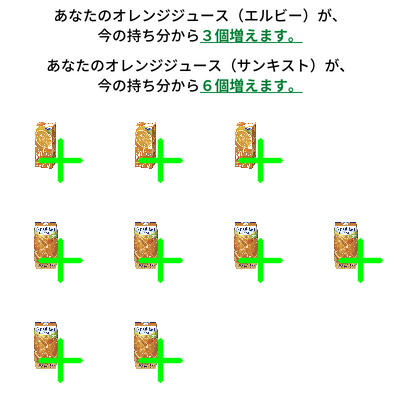 あなたのオレンジジュース（エルビー）が、
今の持ち分から３個増えます。
あなたのオレンジジュース（サンキスト）が、
今の持ち分から６個増えます。